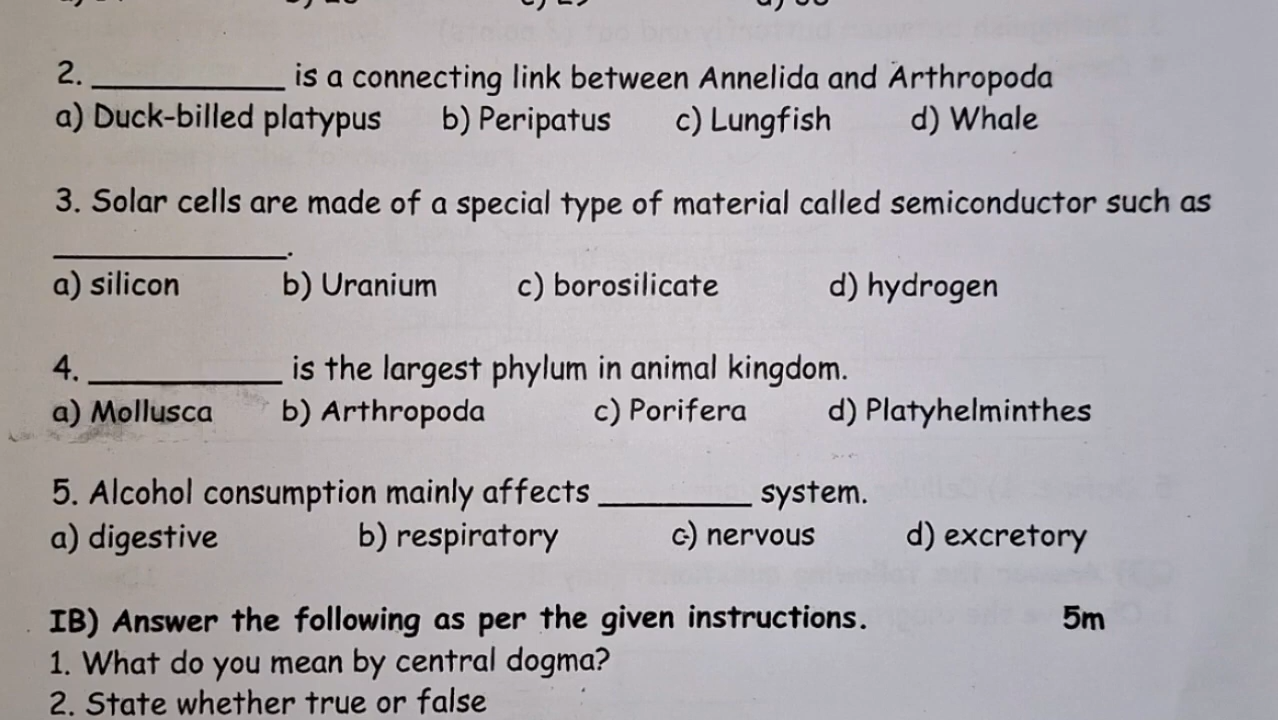 2. ____________ is a connecting link between Annelida and Arthropoda
a) Duck-billed platypus b) Peripatus c) Lungfish d) Whale
3. Solar cells are made of a special type of material called semiconductor such as
______________.
a) silicon b) Uranium c) borosilicate d) hydrogen
4. ____________ is the largest phylum in animal kingdom.
a) Mollusca b) Arthropoda c) Porifera d) Platyhelminthes
5. Alcohol consumption mainly affects _________ system.
a) digestive b) respiratory c) nervous d) excretory
IB) Answer the following as per the given instructions. 5m
1. What do you mean by central dogma?
2. State whether true or false